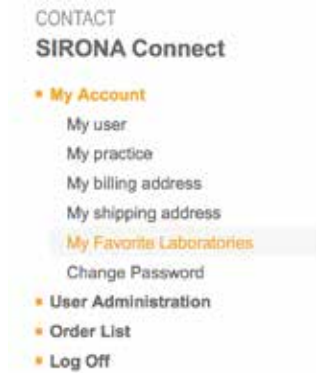 CONTACT
SIRONA Connect
My Account
My user
My practice
My billing address
My shipping address
My Favorite Laboratories
Change Password
User Administration
Order List
Log Off